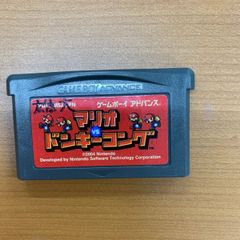 GAME BOY ADVANCE
ゲームボーイ アドバンス
マリオ
VS.
ドンキーコング
©2004 Nintendo
Developed by Nintendo Software Technology Corporation